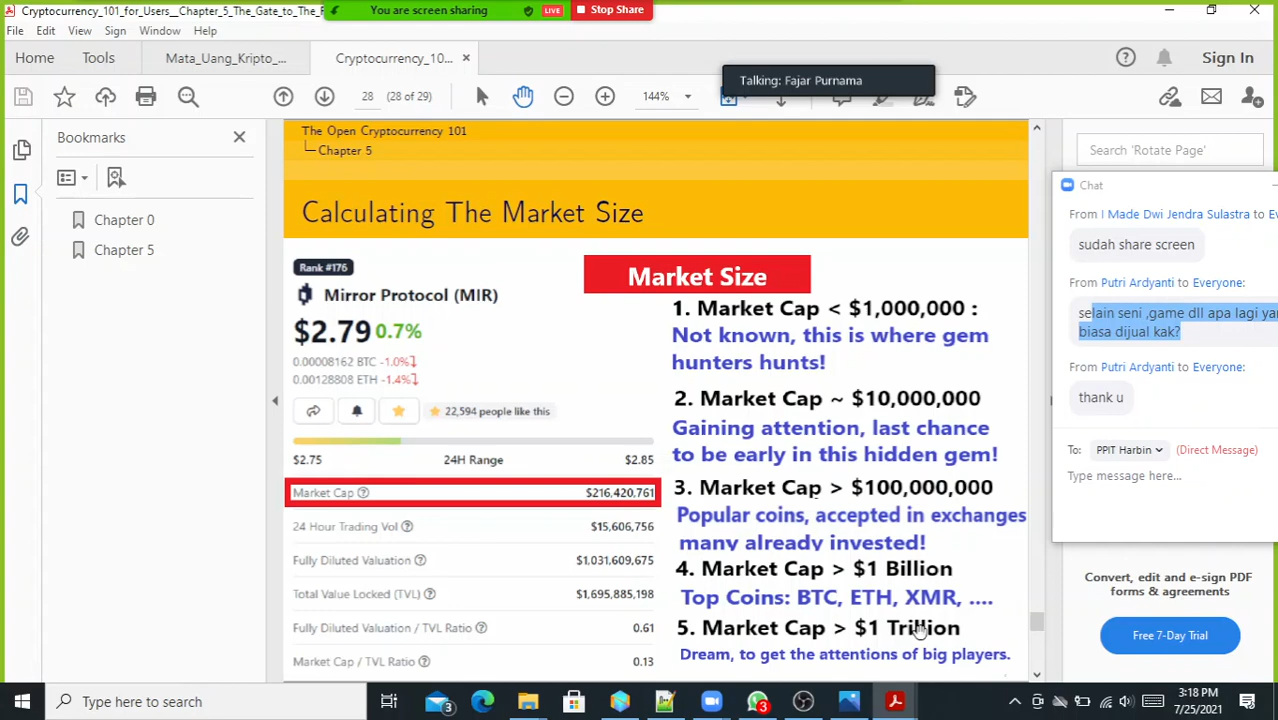 Cryptocurrency_101_for_Users__Chapter_5_The_Gate_to_The_
You are screen sharing
LIVE
Stop Share
File
Edit
View
Sign
Window
Help
Home
Tools
Mata_Uang_Kripto_...
Cryptocurrency_10...
Talking: Fajar Purnama
Sign In
28
(28 of 29)
144%
Bookmarks
Chapter 0
Chapter 5
The Open Cryptocurrency 101
Chapter 5
Calculating The Market Size
Rank #176
Mirror Protocol (MIR)
$2.79 0.7%
0.00008162 BTC -1.0%
0.00128808 ETH -1.4%
22,594 people like this
$2.75
24H Range
$2.85
Market Cap
$216,420,761
24 Hour Trading Vol
$15,606,756
Fully Diluted Valuation
$1,031,609,675
Total Value Locked (TVL)
$1,695,885,198
Fully Diluted Valuation / TVL Ratio
0.61
Market Cap / TVL Ratio
0.13
Market Size
1. Market Cap < $1,000,000 :
Not known, this is where gem
hunters hunts!
2. Market Cap ~ $10,000,000
Gaining attention, last chance
to be early in this hidden gem!
3. Market Cap > $100,000,000
Popular coins, accepted in exchanges
many already invested!
4. Market Cap > $1 Billion
Top Coins: BTC, ETH, XMR, ....
5. Market Cap > $1 Trillion
Dream, to get the attentions of big players.
Search 'Rotate Page'
Chat
From I Made Dwi Jendra Sulastra to
sudah share screen
From Putri Ardyanti to Everyone:
selain seni ,game dll apa lagi
biasa dijual kak?
From Putri Ardyanti to Everyone:
thank u
To:
PPIT Harbin
(Direct Message)
Type message here...
Convert, edit and e-sign PDF
forms & agreements
Free 7-Day Trial
Type here to search
3
3
3:18 PM
7/25/2021